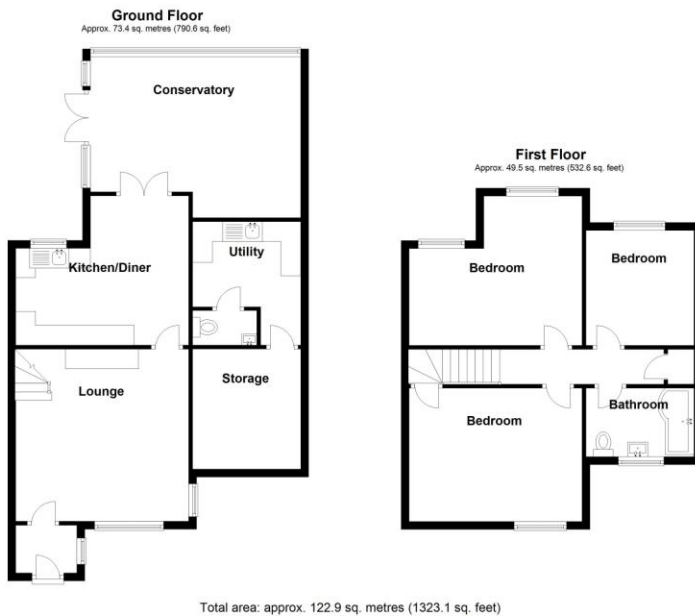 Ground Floor
Approx. 73.4 sq. metres (790.6 sq. feet)
Conservatory
Kitchen/Diner
Utility
Lounge
Storage
First Floor
Approx. 49.5 sq. metres (532.6 sq. feet)
Bedroom
Bedroom
Bedroom
Bathroom
Total area: approx. 122.9 sq. metres (1323.1 sq. feet)